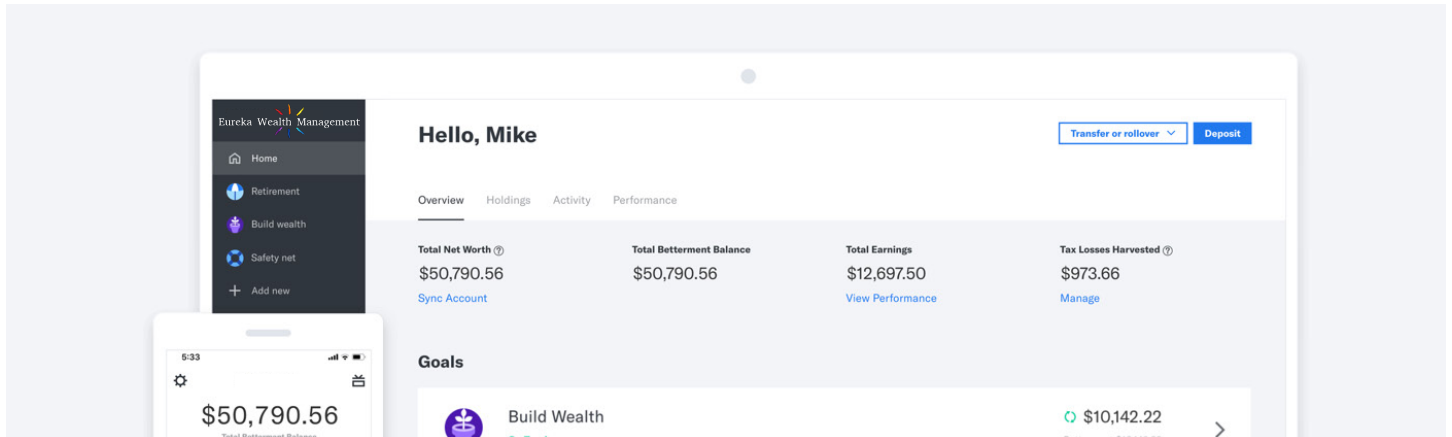 Eureka Wealth Management
Home
Retirement
Build wealth
Safety net
Add new
Hello, Mike
Transfer or rollover
Deposit
Overview Holdings Activity Performance
Total Net Worth ?
$50,790.56
Sync Account
Total Betterment Balance
$50,790.56
Total Earnings
$12,697.50
View Performance
Tax Losses Harvested ?
$973.66
Manage
Goals
Build Wealth
$10,142.22
5:33
$50,790.56
Total Betterment Balance